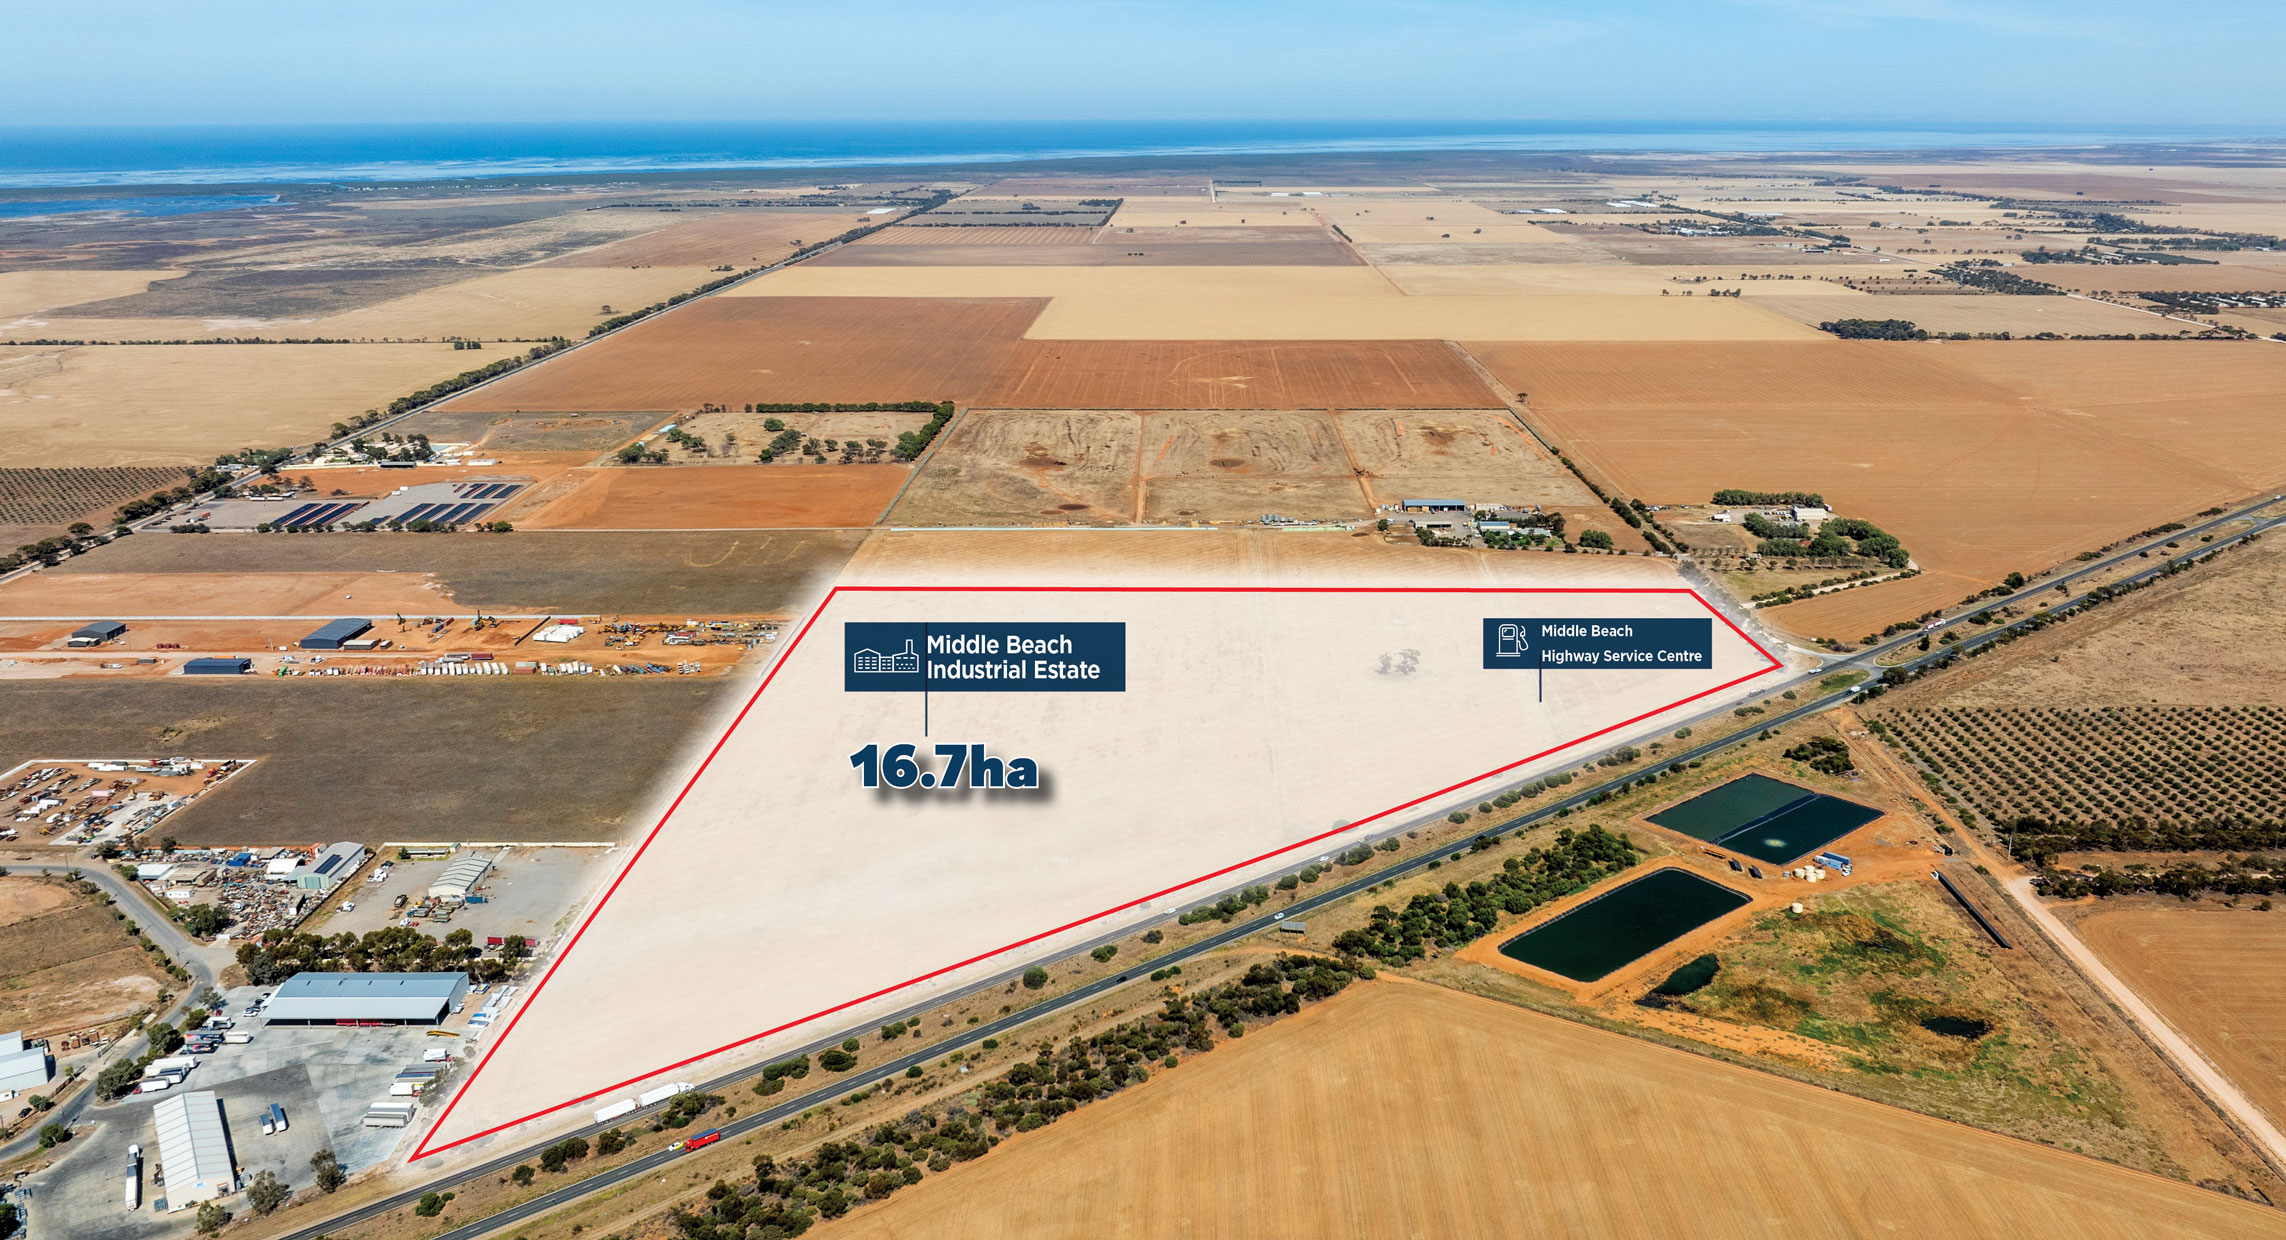 Middle Beach
Industrial Estate
16.7ha
Middle Beach
Highway Service Centre